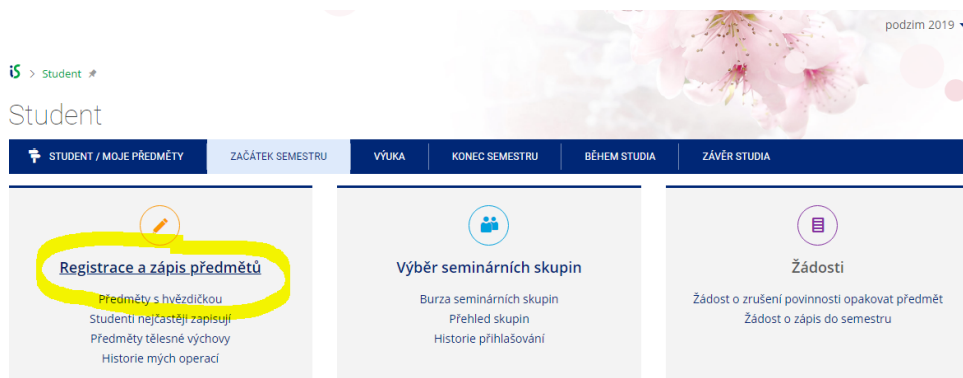 podzim 2019
is > Student
Student
STUDENT / MOJE PŘEDMĚTY
ZAČÁTEK SEMESTRU
VÝUKA
KONEC SEMESTRU
BĚHEM STUDIA
ZÁVĚR STUDIA
Registrace a zápis předmětů
Předměty s hvězdičkou
Studenti nejčastěji zapisují
Předměty tělesné výchovy
Historie mých operací
Výběr seminárních skupin
Burza seminárních skupin
Přehled skupin
Historie přihlašování
Žádosti
Žádost o zrušení povinnosti opakovat předmět
Žádost o zápis do semestru